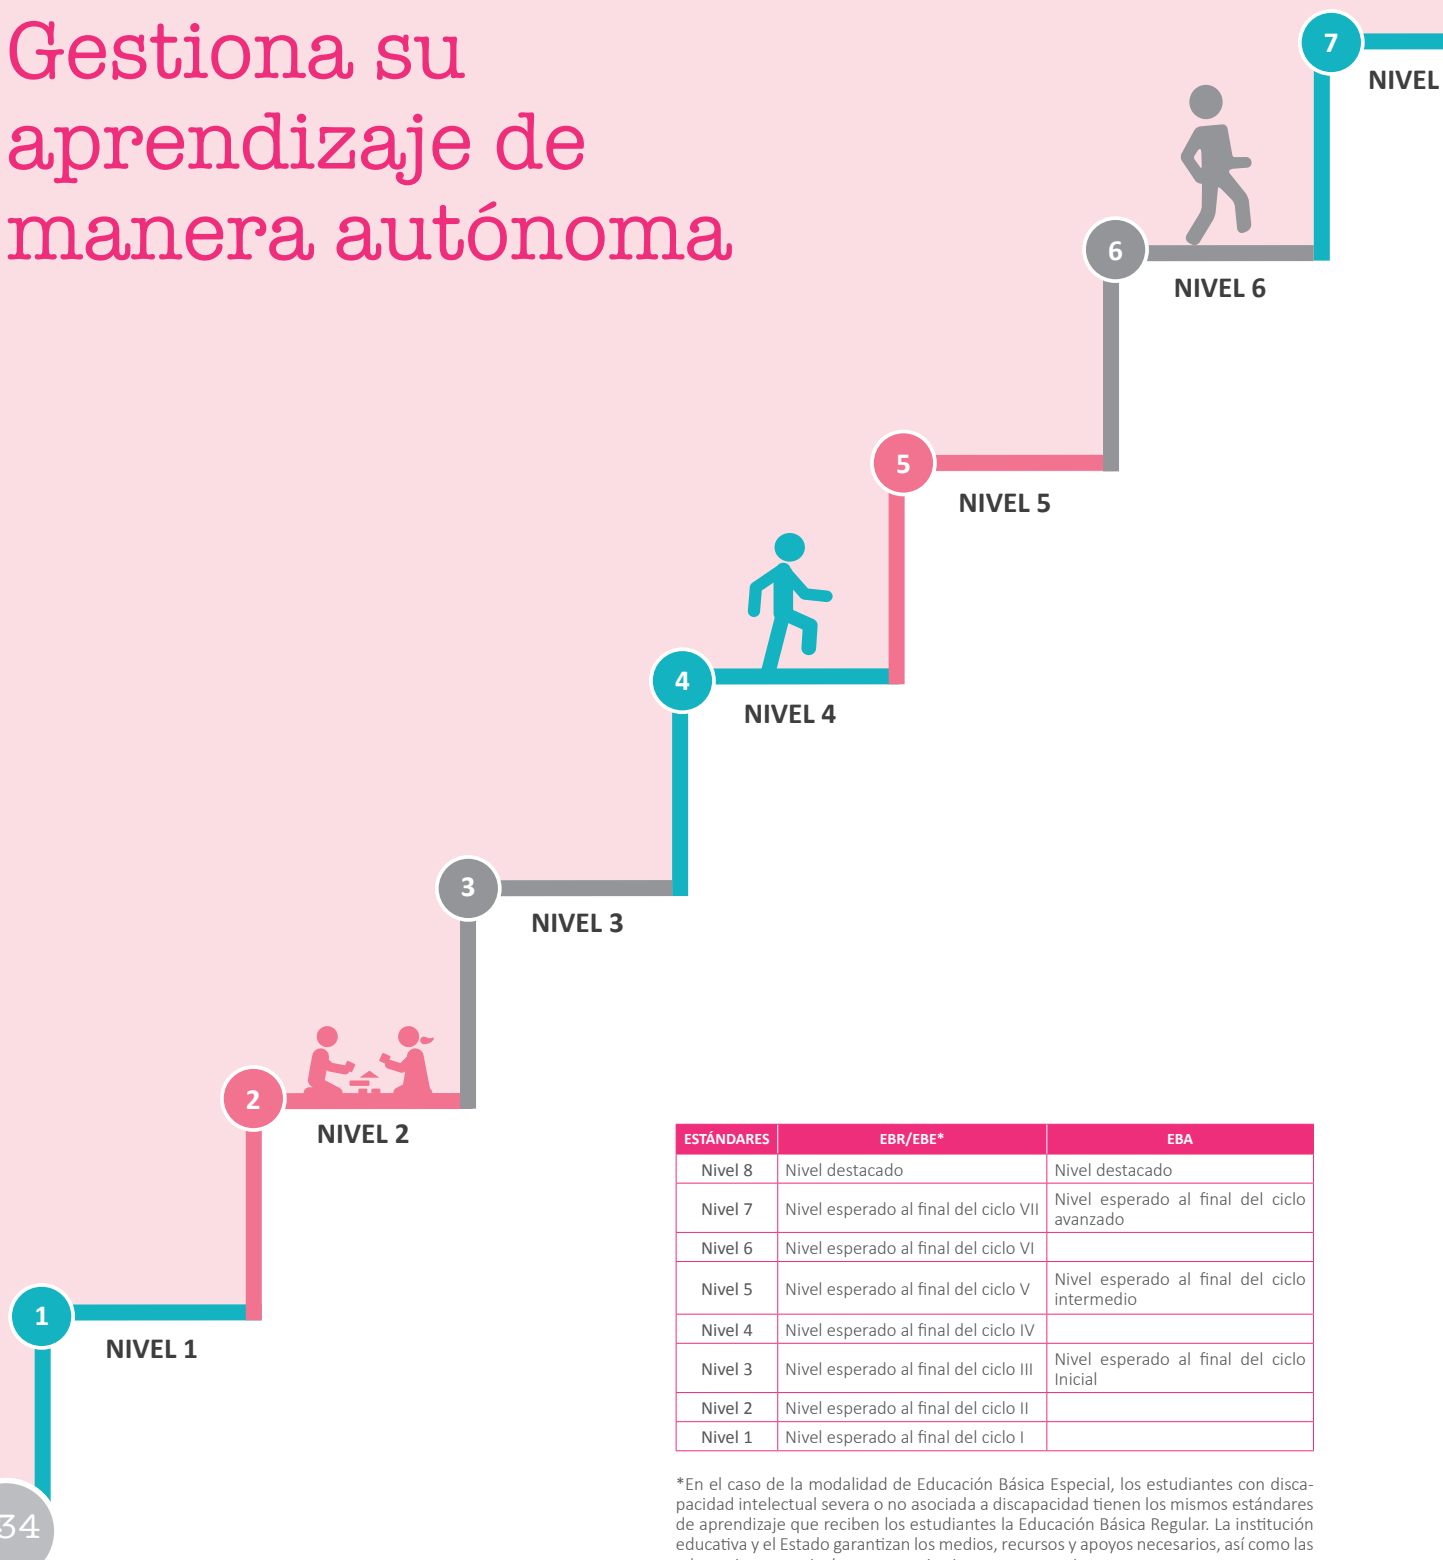 Gestiona su
aprendizaje de
manera autónoma
7
NIVEL
6
NIVEL 6
5
NIVEL 5
4
NIVEL 4
3
NIVEL 3
2
NIVEL 2
1
NIVEL 1
ESTÁNDARES EBR/EBE* EBA
Nivel 8 Nivel destacado Nivel destacado
Nivel 7 Nivel esperado al final del ciclo VII Nivel esperado al final del ciclo
avanzado
Nivel 6 Nivel esperado al final del ciclo VI
Nivel 5 Nivel esperado al final del ciclo V Nivel esperado al final del ciclo
intermedio
Nivel 4 Nivel esperado al final del ciclo IV
Nivel 3 Nivel esperado al final del ciclo III Nivel esperado al final del ciclo
Inicial
Nivel 2 Nivel esperado al final del ciclo II
Nivel 1 Nivel esperado al final del ciclo I
*En el caso de la modalidad de Educación Básica Especial, los estudiantes con disca-
pacidad intelectual severa o no asociada a discapacidad tienen los mismos estándares
de aprendizaje que reciben los estudiantes la Educación Básica Regular. La institución
educativa y el Estado garantizan los medios, recursos y apoyos necesarios, así como las
34